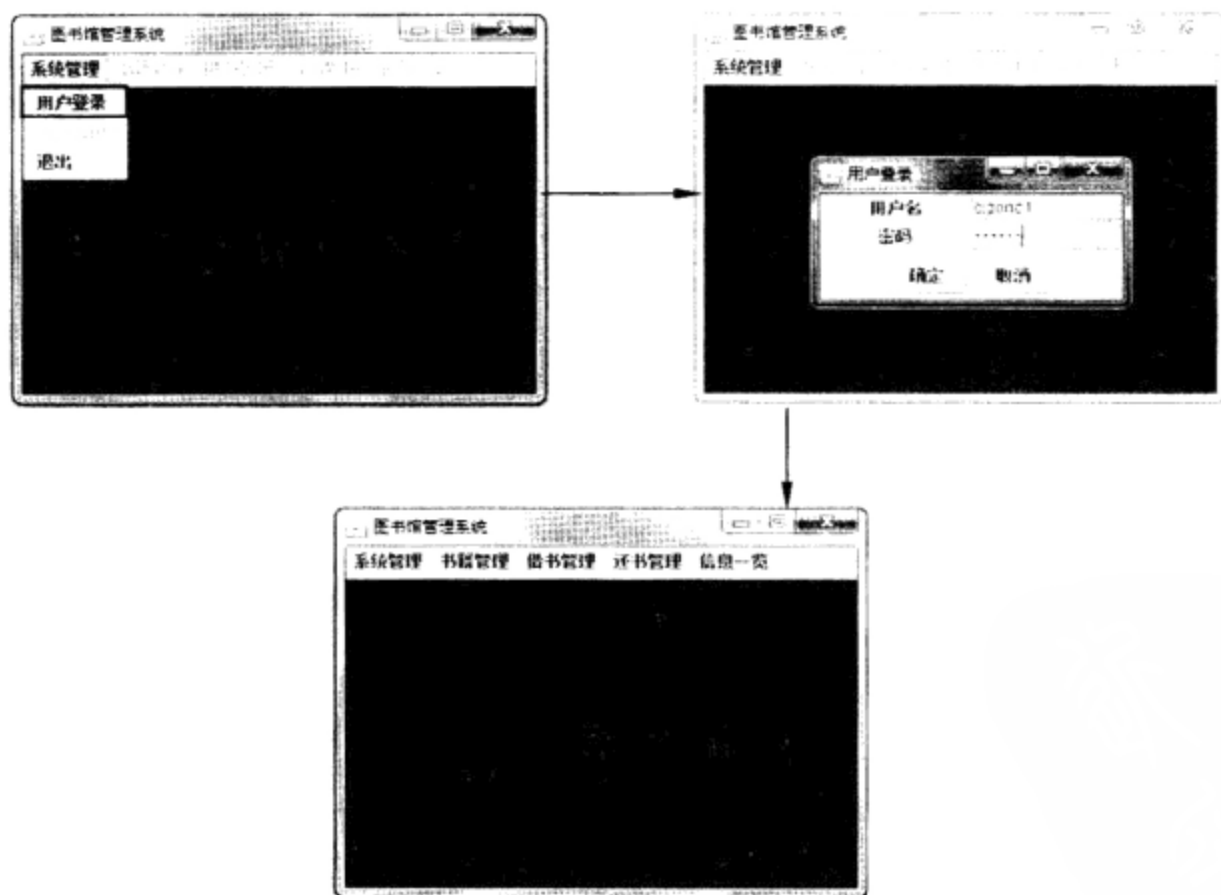 图书馆管理系统
系统管理
用户登录
退出
图书馆管理系统
系统管理
用户登录
用户名
密码 ······
确定 取消
图书馆管理系统
系统管理 书籍管理 借书管理 还书管理 信息一览